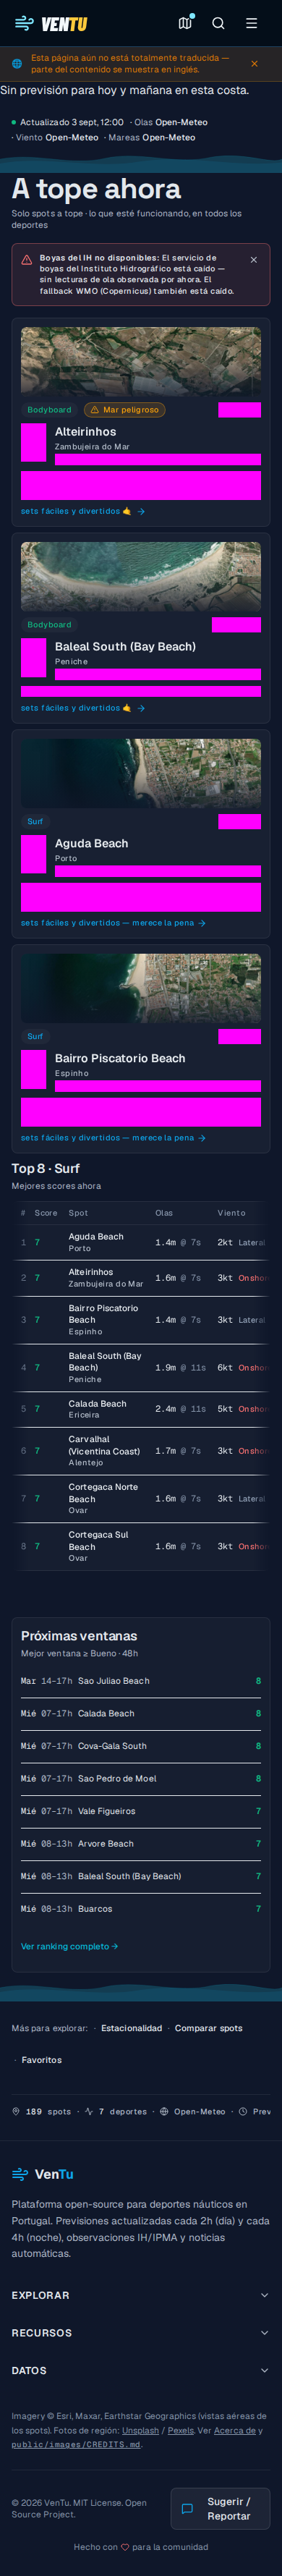 VENTU
Esta página aún no está totalmente traducida —
parte del contenido se muestra en inglés.
Sin previsión para hoy y mañana en esta costa.
Actualizado 3 sept, 12:00 · Olas Open-Meteo
· Viento Open-Meteo · Mareas Open-Meteo
A tope ahora
Solo spots a tope · lo que esté funcionando, en todos los
deportes
Boyas del IH no disponibles: El servicio de
boyas del Instituto Hidrográfico está caído —
sin lecturas de ola observada por ahora. El
fallback WMO (Copernicus) también está caído.
Bodyboard Mar peligroso
Alteirinhos
Zambujeira do Mar
sets fáciles y divertidos 🤙 →
Bodyboard
Baleal South (Bay Beach)
Peniche
sets fáciles y divertidos 🤙 →
Surf
Aguda Beach
Porto
sets fáciles y divertidos — merece la pena →
Surf
Bairro Piscatorio Beach
Espinho
sets fáciles y divertidos — merece la pena →
Top 8 · Surf
Mejores scores ahora
# Score Spot Olas Viento
1 7 Aguda Beach 1.4m @ 7s 2kt Lateral
Porto
2 7 Alteirinhos 1.6m @ 7s 3kt Onshor
Zambujeira do Mar
3 7 Bairro Piscatorio
Beach 1.4m @ 7s 3kt Lateral
Espinho
4 7 Baleal South (Bay
Beach) 1.9m @ 11s 6kt Onshor
Peniche
5 7 Calada Beach 2.4m @ 11s 5kt Onshor
Ericeira
6 7 Carvalhal
(Vicentina Coast) 1.7m @ 7s 3kt Onshor
Alentejo
7 7 Cortegaca Norte
Beach 1.6m @ 7s 3kt Lateral
Ovar
8 7 Cortegaca Sul
Beach 1.6m @ 7s 3kt Onshor
Ovar
Próximas ventanas
Mejor ventana ≥ Bueno · 48h
Mar 14–17h Sao Juliao Beach 8
Mié 07–17h Calada Beach 8
Mié 07–17h Cova-Gala South 8
Mié 07–17h Sao Pedro de Moel 8
Mié 07–17h Vale Figueiros 7
Mié 08–13h Arvore Beach 7
Mié 08–13h Baleal South (Bay Beach) 7
Mié 08–13h Buarcos 7
Ver ranking completo →
Más para explorar: · Estacionalidad · Comparar spots
· Favoritos
189 spots · 7 deportes · Open-Meteo · Prev
VenTu
Plataforma open-source para deportes náuticos en
Portugal. Previsiones actualizadas cada 2h (día) y cada
4h (noche), observaciones IH/IPMA y noticias
automáticas.
EXPLORAR
RECURSOS
DATOS
Imagery © Esri, Maxar, Earthstar Geographics (vistas aéreas de
los spots). Fotos de región: Unsplash / Pexels. Ver Acerca de y
public/images/CREDITS.md.
© 2026 VenTu. MIT License. Open
Source Project.
Sugerir /
Reportar
Hecho con ♡ para la comunidad